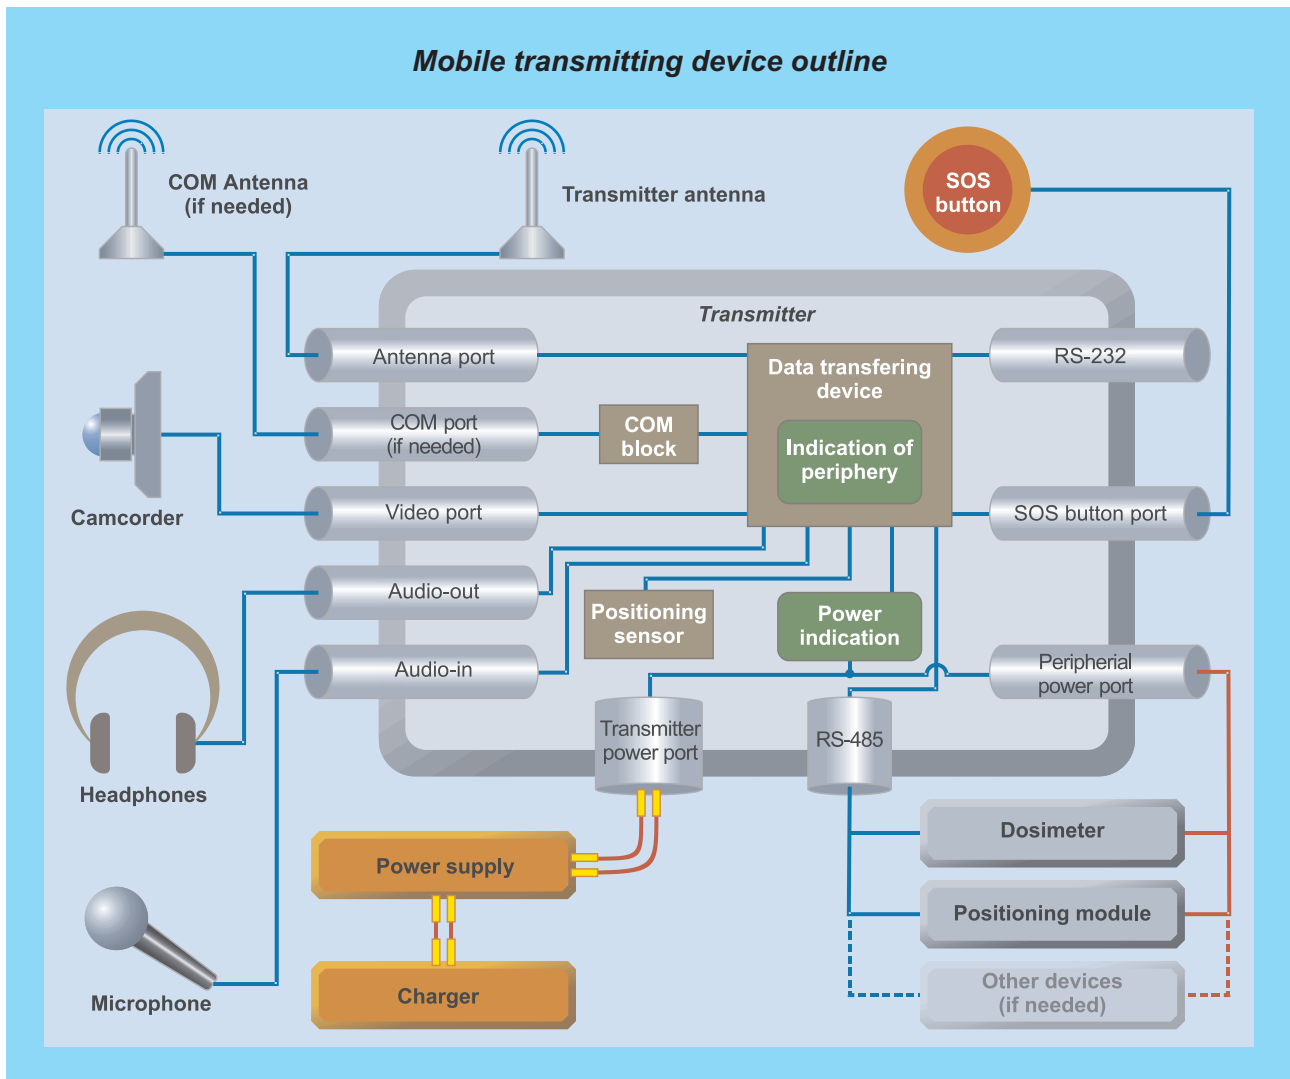 Mobile transmitting device outline
COM Antenna
(if needed)
Transmitter antenna
SOS
button
Transmitter
Antenna port
Data transfering
device
RS-232
COM port
(if needed)
COM
block
Indication of
periphery
Camcorder
Video port
SOS button port
Audio-out
Positioning
sensor
Power
indication
Audio-in
Peripherial
power port
Transmitter
power port
RS-485
Headphones
Power supply
Dosimeter
Positioning module
Microphone
Charger
Other devices
(if needed)